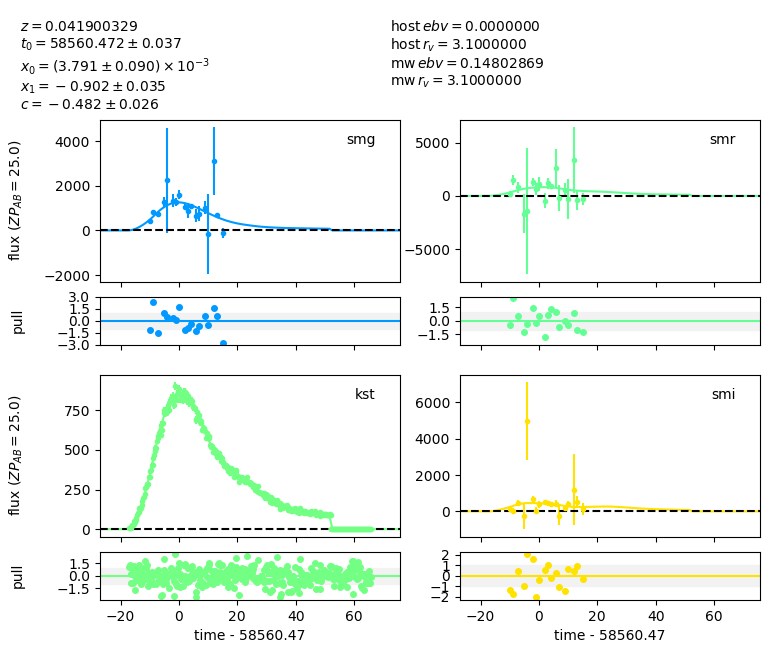 z = 0.041900329
t₀ = 58560.472 ± 0.037
x₀ = (3.791 ± 0.090) × 10⁻³
x₁ = −0.902 ± 0.035
c = −0.482 ± 0.026
host ebv = 0.0000000
host r_v = 3.1000000
mw ebv = 0.14802869
mw r_v = 3.1000000
flux (ZP_AB = 25.0)
4000
2000
0
−2000
smg
5000
0
−5000
smr
pull
3.0
1.5
0.0
−1.5
−3.0
1.5
0.0
−1.5
flux (ZP_AB = 25.0)
750
500
250
0
kst
6000
4000
2000
0
smi
pull
1.5
0.0
−1.5
2
1
0
−1
−2
−20 0 20 40 60
time - 58560.47
−20 0 20 40 60
time - 58560.47